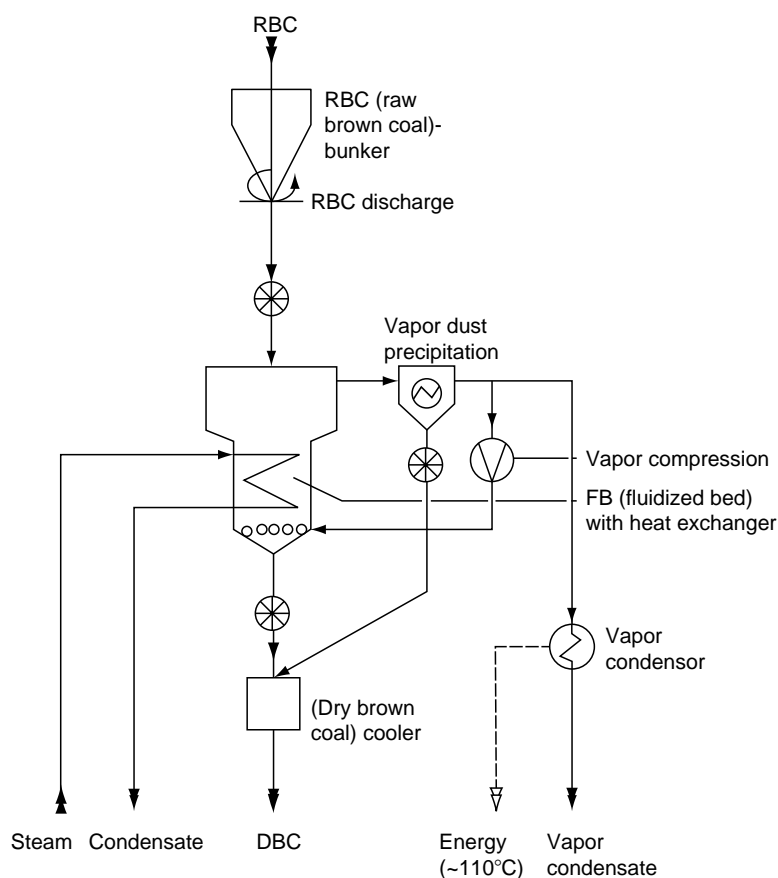 RBC
RBC (raw
brown coal)-
bunker
RBC discharge
Vapor dust
precipitation
Vapor compression
FB (fluidized bed)
with heat exchanger
Vapor
condensor
(Dry brown
coal) cooler
Steam
Condensate
DBC
Energy
(~110°C)
Vapor
condensate